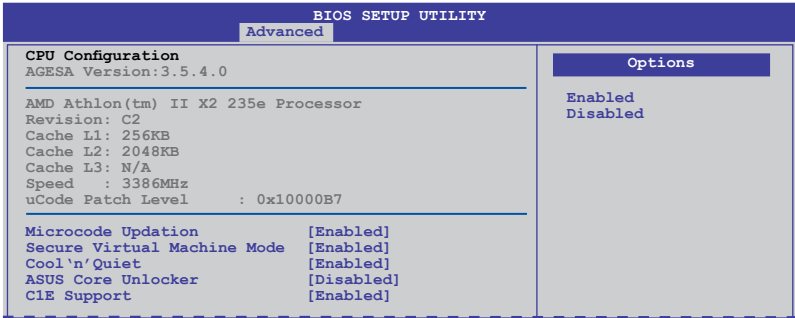 BIOS SETUP UTILITY
Advanced
CPU Configuration
AGESA Version:3.5.4.0
AMD Athlon(tm) II X2 235e Processor
Revision: C2
Cache L1: 256KB
Cache L2: 2048KB
Cache L3: N/A
Speed : 3386MHz
uCode Patch Level : 0x10000B7
Microcode Updation [Enabled]
Secure Virtual Machine Mode [Enabled]
Cool‘n’Quiet [Enabled]
ASUS Core Unlocker [Disabled]
C1E Support [Enabled]
Options
Enabled
Disabled